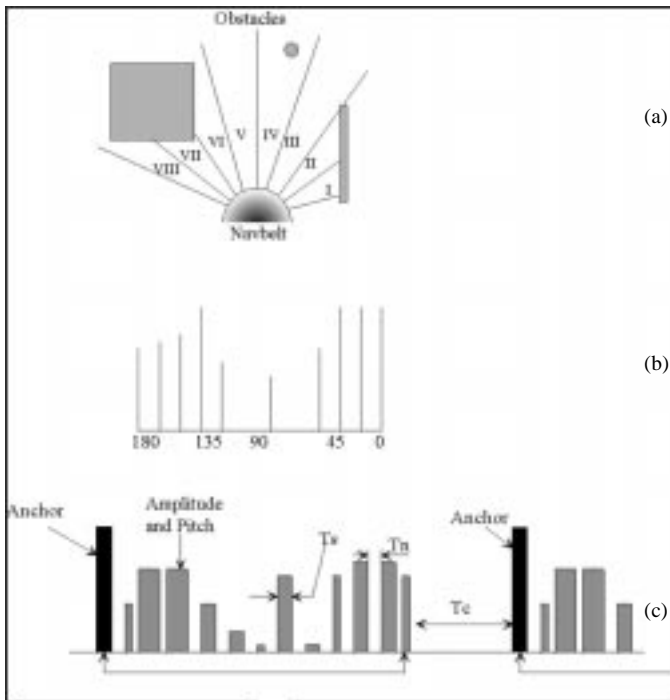 Obstacles
(a)
VIII
VII
VI
V
IV
III
II
I
Navbelt
(b)
180 135 90 45 0
Anchor
Amplitude
and Pitch
Ts
Tn
Anchor
Tc
(c)